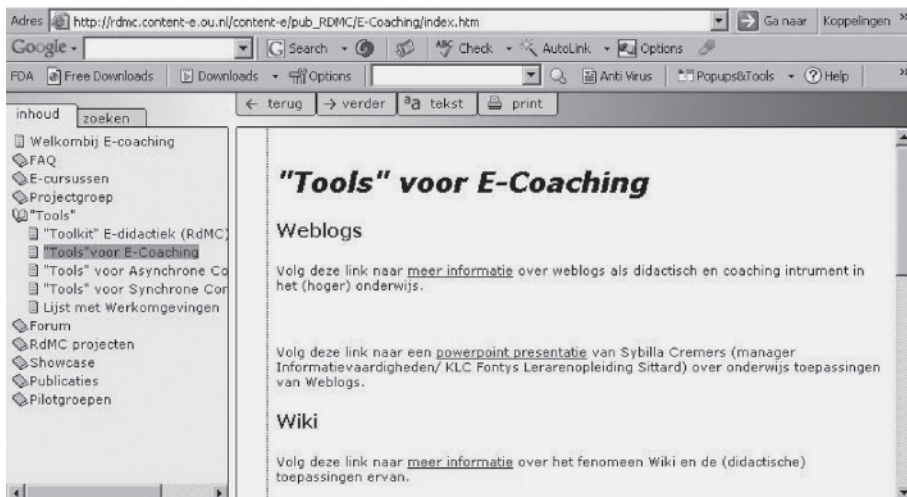 Adres http://rdmc.content-e.ou.nl/content-e/pub_RDMC/E-Coaching/index.htm Ga naar Koppelingen »
Google Search ABC Check AutoLink Options
FDA Free Downloads Downloads Options Anti Virus Popups&Tools Help »
inhoud zoeken
← terug → verder aa tekst print
Welkombij E-coaching
FAQ
E-cursussen
Projectgroep
"Tools"
"Toolkit" E-didactiek (RdMC)
"Tools"voor E-Coaching
"Tools" voor Asynchrone Co
"Tools" voor Synchrone Cor
Lijst met Werkomgevingen
Forum
RdMC projecten
Showcase
Publicaties
Pilotgroepen
"Tools" voor E-Coaching
Weblogs
Volg deze link naar meer informatie over weblogs als didactisch en coaching intrument in
het (hoger) onderwijs.
Volg deze link naar een powerpoint presentatie van Sybilla Cremers (manager
Informatievaardigheden/ KLC Fontys Lerarenopleiding Sittard) over onderwijs toepassingen
van Weblogs.
Wiki
Volg deze link naar meer informatie over het fenomeen Wiki en de (didactische)
toepassingen ervan.